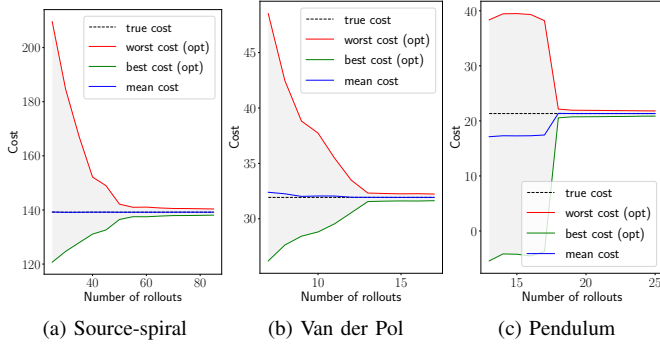 true cost
worst cost (opt)
best cost (opt)
mean cost
200
180
160
140
120
Cost
40
60
80
Number of rollouts
(a) Source-spiral
true cost
worst cost (opt)
best cost (opt)
mean cost
45
40
35
30
Cost
10
15
Number of rollouts
(b) Van der Pol
40
30
20
10
0
Cost
true cost
worst cost (opt)
best cost (opt)
mean cost
15
20
25
Number of rollouts
(c) Pendulum